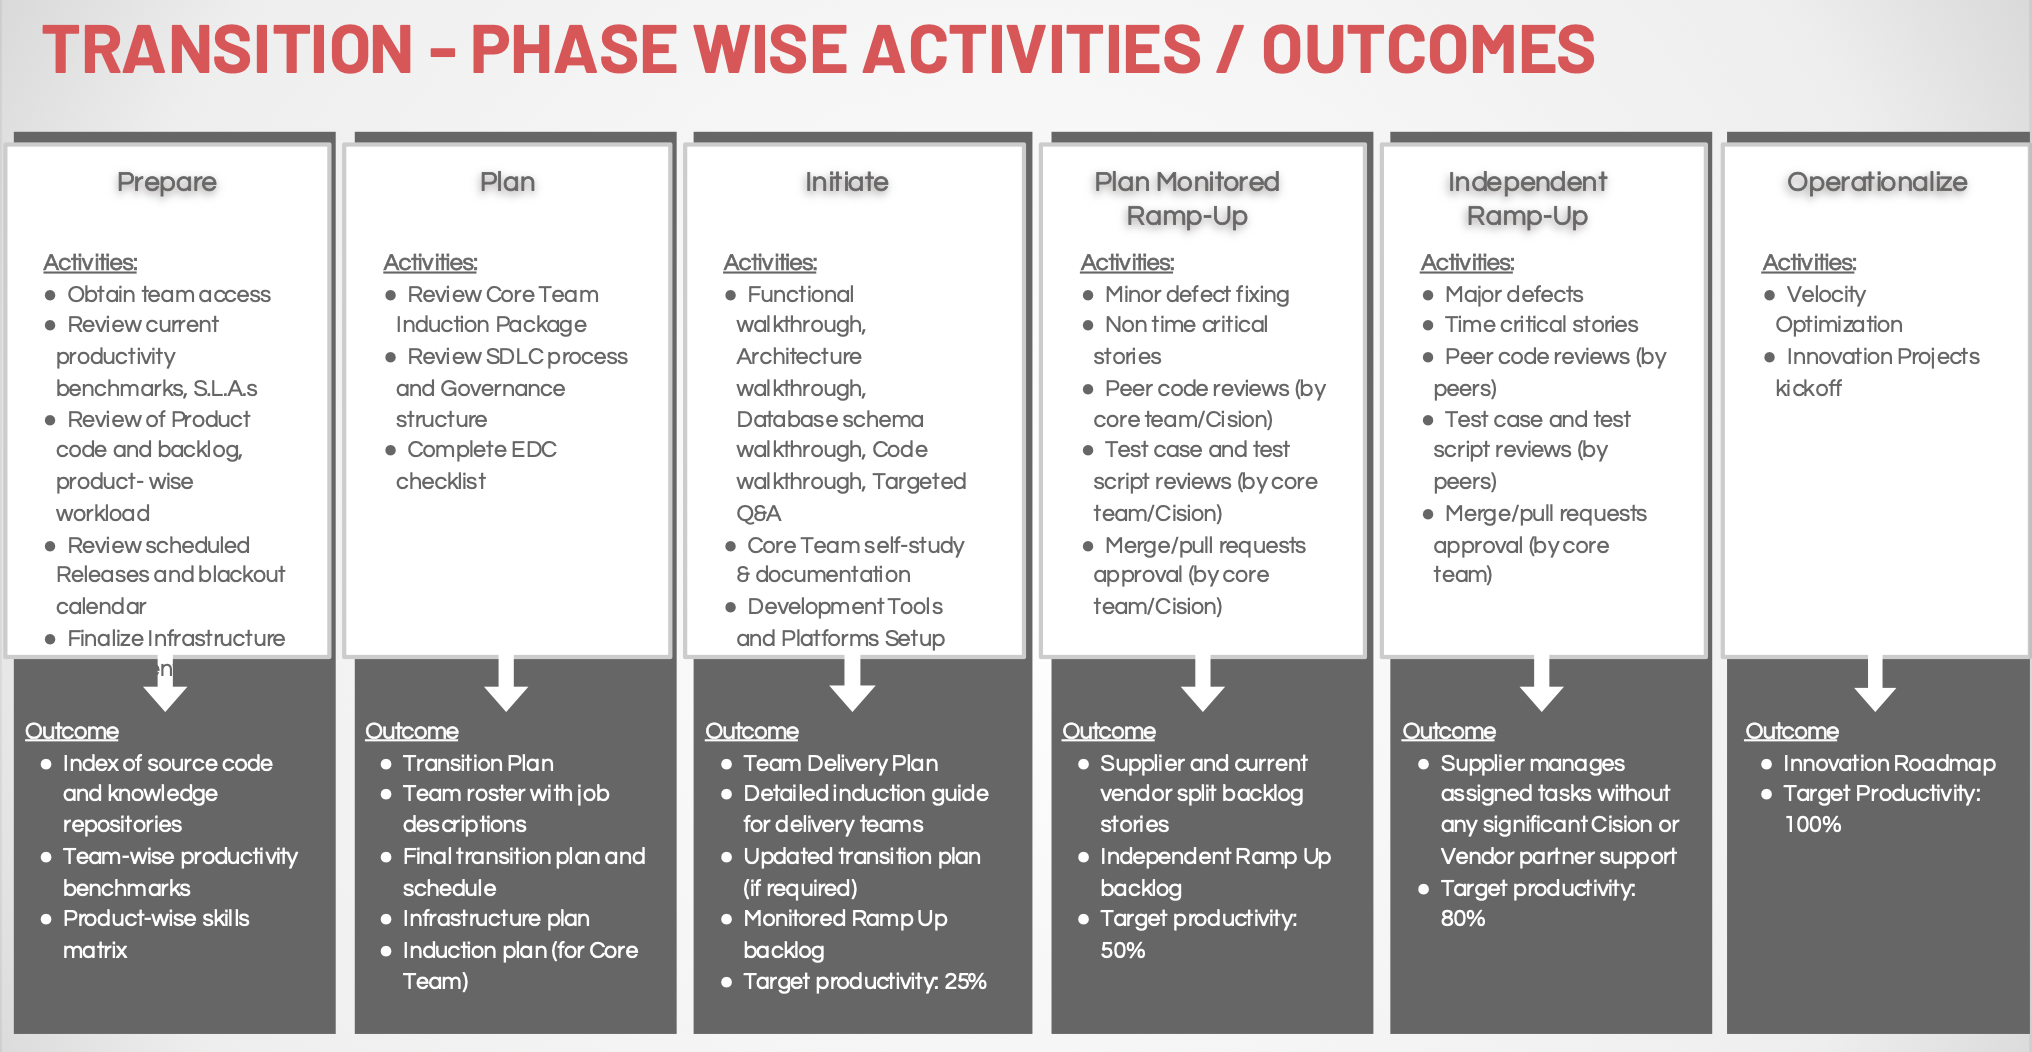 TRANSITION - PHASE WISE ACTIVITIES / OUTCOMES
Prepare
Activities:
● Obtain team access
● Review current
productivity
benchmarks, S.L.A.s
● Review of Product
code and backlog,
product- wise
workload
● Review scheduled
Releases and blackout
calendar
● Finalize Infrastructure
Outcome
● Index of source code
and knowledge
repositories
● Team-wise productivity
benchmarks
● Product-wise skills
matrix
Plan
Activities:
● Review Core Team
Induction Package
● Review SDLC process
and Governance
structure
● Complete EDC
checklist
Outcome
● Transition Plan
● Team roster with job
descriptions
● Final transition plan and
schedule
● Infrastructure plan
● Induction plan (for Core
Team)
Initiate
Activities:
● Functional
walkthrough,
Architecture
walkthrough,
Database schema
walkthrough, Code
walkthrough, Targeted
Q&A
● Core Team self-study
& documentation
● Development Tools
and Platforms Setup
Outcome
● Team Delivery Plan
● Detailed induction guide
for delivery teams
● Updated transition plan
(if required)
● Monitored Ramp Up
backlog
● Target productivity: 25%
Plan Monitored
Ramp-Up
Activities:
● Minor defect fixing
● Non time critical
stories
● Peer code reviews (by
core team/Cision)
● Test case and test
script reviews (by core
team/Cision)
● Merge/pull requests
approval (by core
team/Cision)
Outcome
● Supplier and current
vendor split backlog
stories
● Independent Ramp Up
backlog
● Target productivity:
50%
Independent
Ramp-Up
Activities:
● Major defects
● Time critical stories
● Peer code reviews (by
peers)
● Test case and test
script reviews (by
peers)
● Merge/pull requests
approval (by core
team)
Outcome
● Supplier manages
assigned tasks without
any significant Cision or
Vendor partner support
● Target productivity:
80%
Operationalize
Activities:
● Velocity
Optimization
● Innovation Projects
kickoff
Outcome
● Innovation Roadmap
● Target Productivity:
100%